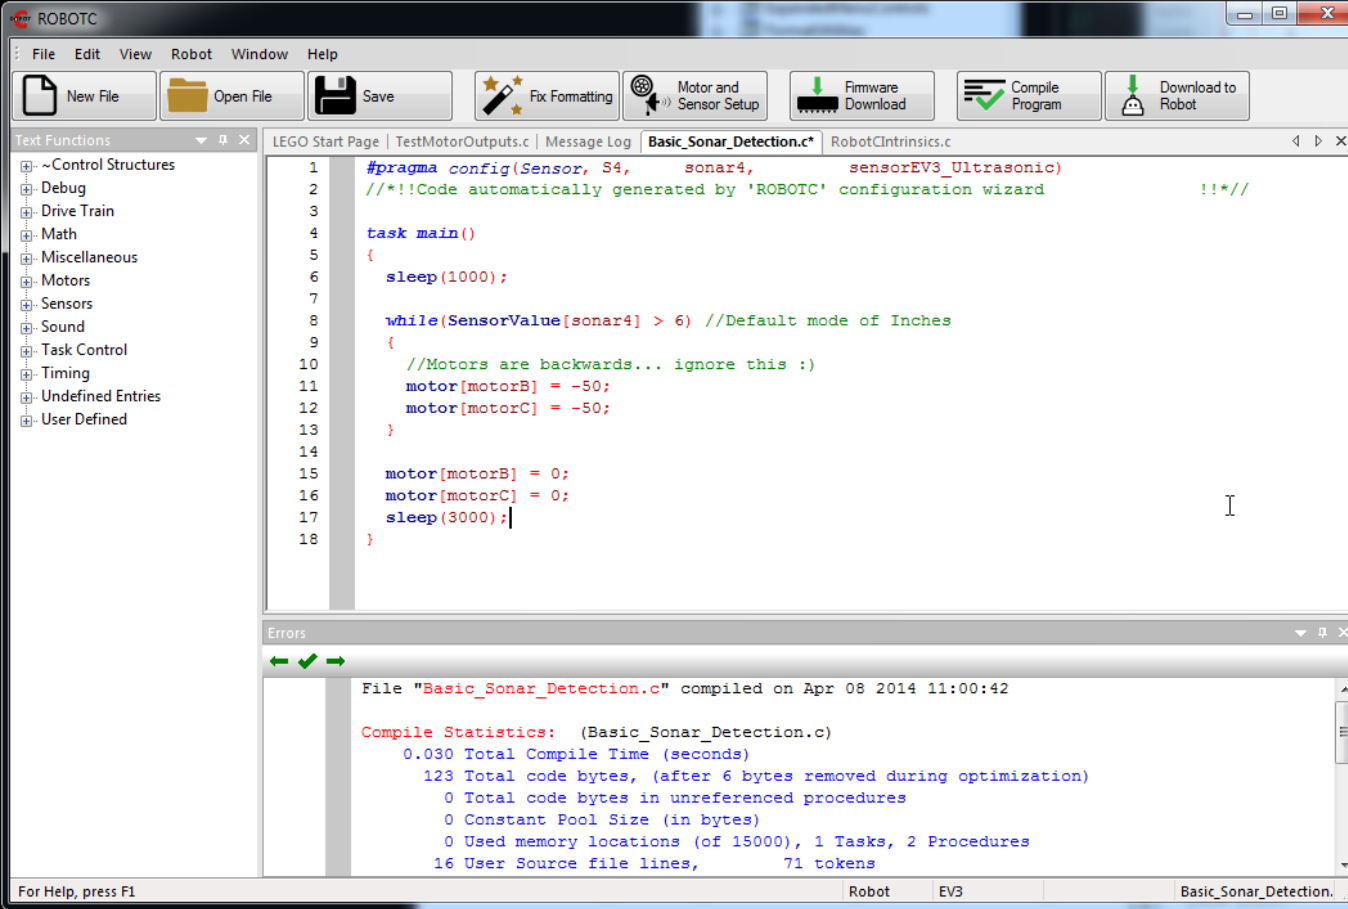 ROBOTC
File Edit View Robot Window Help
New File Open File Save Fix Formatting Motor and Sensor Setup Firmware Download Compile Program Download to Robot
Text Functions
~Control Structures
Debug
Drive Train
Math
Miscellaneous
Motors
Sensors
Sound
Task Control
Timing
Undefined Entries
User Defined
LEGO Start Page TestMotorOutputs.c Message Log Basic_Sonar_Detection.c* RobotCIntrinsics.c
1 #pragma config(Sensor, S4, sonar4, sensorEV3_Ultrasonic)
2 //*!!Code automatically generated by 'ROBOTC' configuration wizard !!*//
3
4 task main()
5 {
6 sleep(1000);
7
8 while(SensorValue[sonar4] > 6) //Default mode of Inches
9 {
10 //Motors are backwards... ignore this :)
11 motor[motorB] = -50;
12 motor[motorC] = -50;
13 }
14
15 motor[motorB] = 0;
16 motor[motorC] = 0;
17 sleep(3000);
18 }
Errors
File "Basic_Sonar_Detection.c" compiled on Apr 08 2014 11:00:42
Compile Statistics: (Basic_Sonar_Detection.c)
0.030 Total Compile Time (seconds)
123 Total code bytes, (after 6 bytes removed during optimization)
0 Total code bytes in unreferenced procedures
0 Constant Pool Size (in bytes)
0 Used memory locations (of 15000), 1 Tasks, 2 Procedures
16 User Source file lines, 71 tokens
For Help, press F1 Robot EV3 Basic_Sonar_Detection.